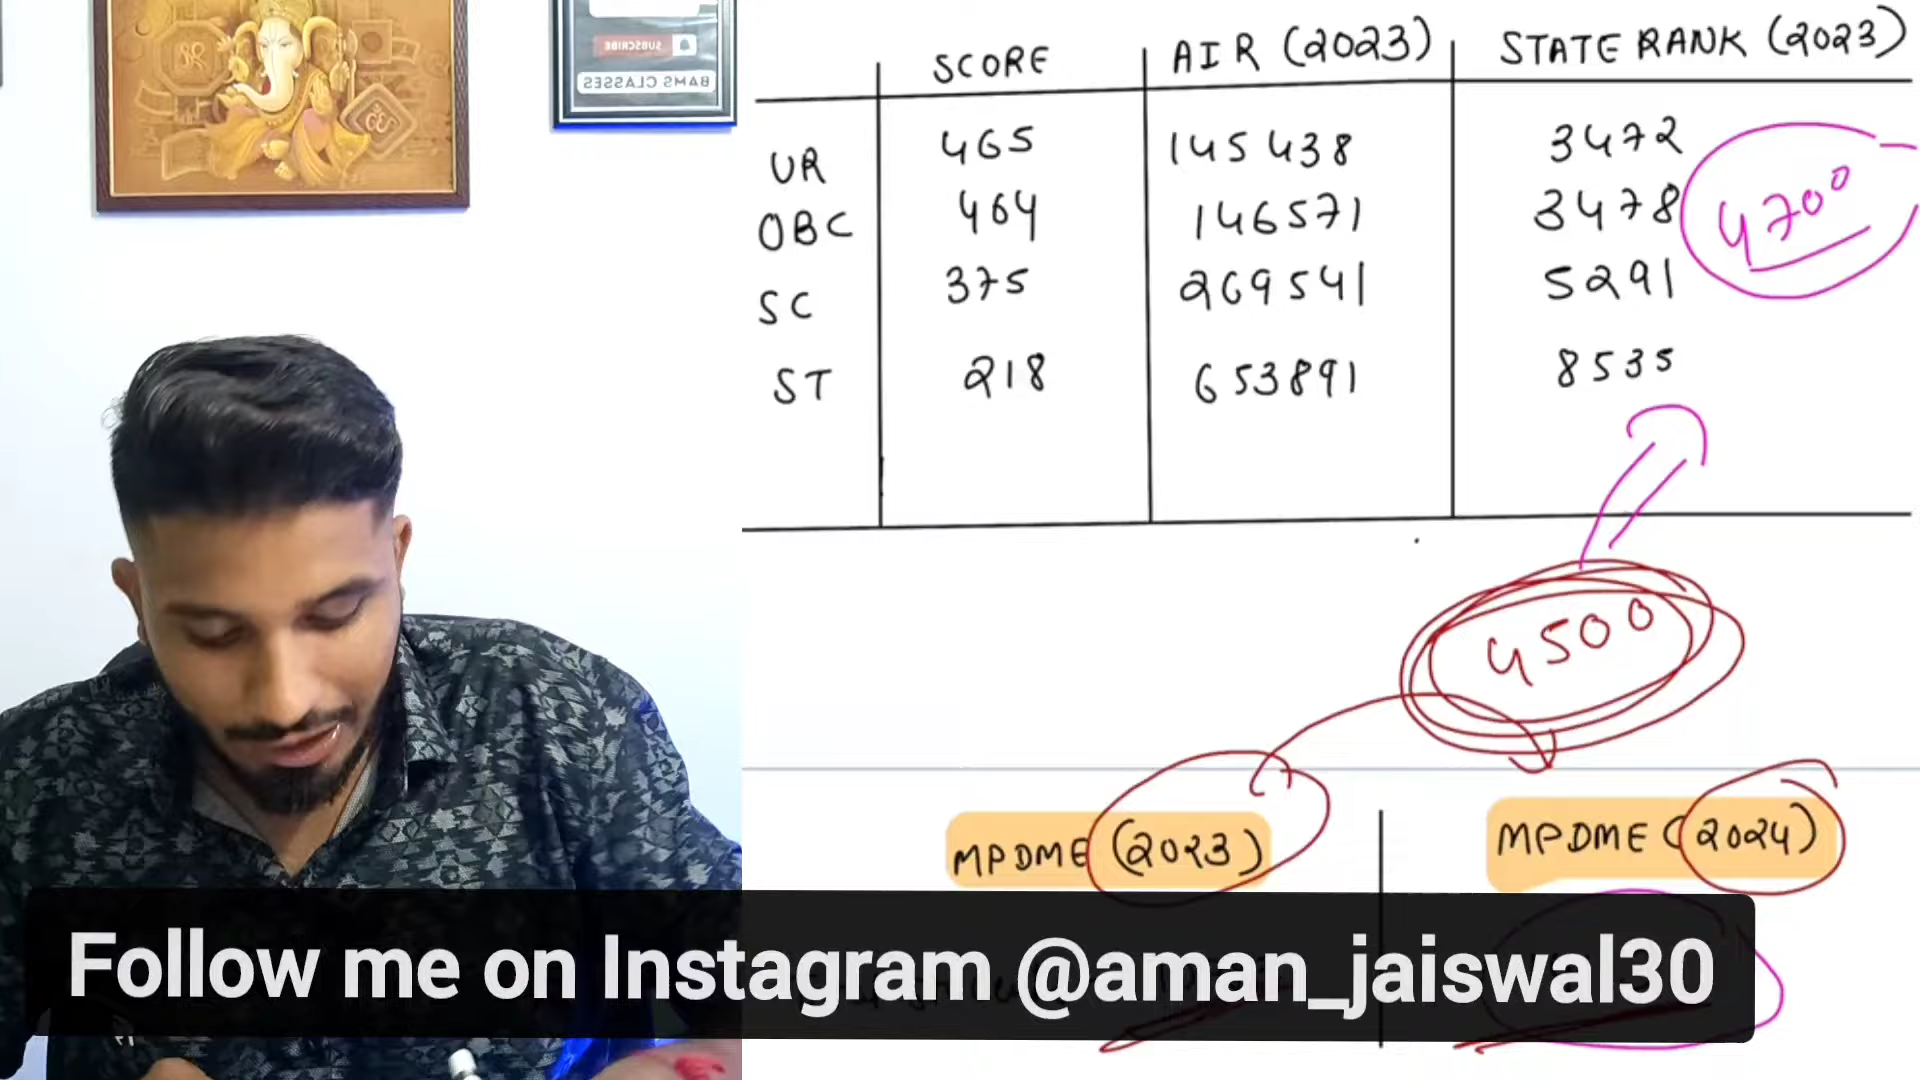 SUBSCRIBE
BAMS CLASSES
SCORE AIR (2023) STATE RANK (2023)
UR 465 145438 3472
OBC 464 146571 3478
4700
SC 375 269541 5291
ST 218 653891 8535
4500
MPDME (2023) MPDME (2024)
Follow me on Instagram @aman_jaiswal30